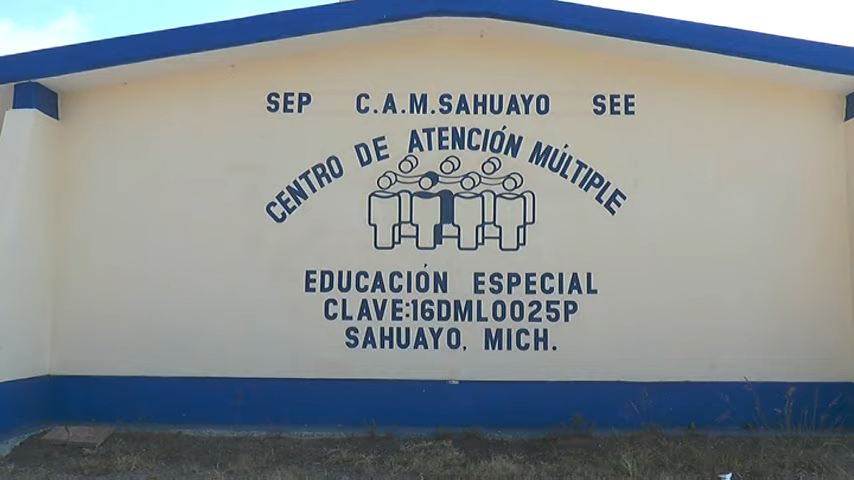 SEP C.A.M.SAHUAYO SEE
CENTRO DE ATENCIÓN MÚLTIPLE
EDUCACIÓN ESPECIAL
CLAVE:16DML0025P
SAHUAYO, MICH.